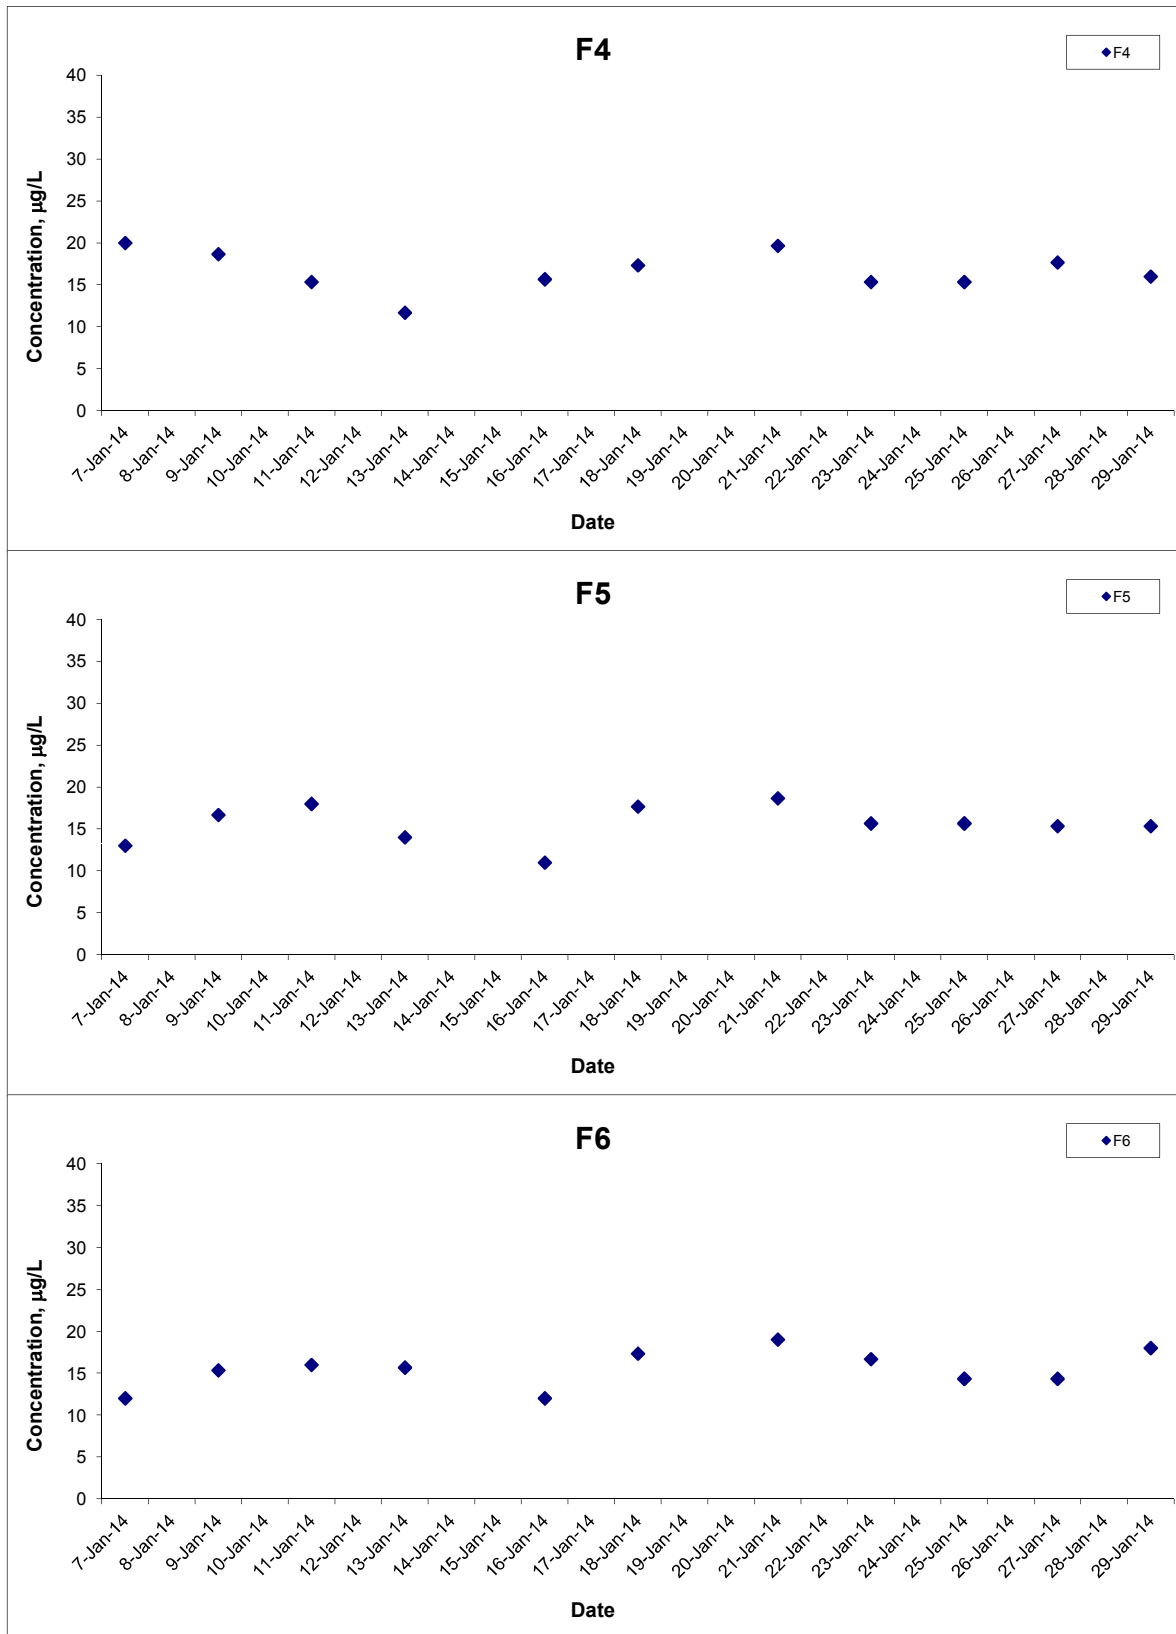 F4
F4
40
35
30
25
20
15
10
5
0
Concentration, µg/L
7-Jan-14
8-Jan-14
9-Jan-14
10-Jan-14
11-Jan-14
12-Jan-14
13-Jan-14
14-Jan-14
15-Jan-14
16-Jan-14
17-Jan-14
18-Jan-14
19-Jan-14
20-Jan-14
21-Jan-14
22-Jan-14
23-Jan-14
24-Jan-14
25-Jan-14
26-Jan-14
27-Jan-14
28-Jan-14
29-Jan-14
Date
F5
F5
40
35
30
25
20
15
10
5
0
Concentration, µg/L
7-Jan-14
8-Jan-14
9-Jan-14
10-Jan-14
11-Jan-14
12-Jan-14
13-Jan-14
14-Jan-14
15-Jan-14
16-Jan-14
17-Jan-14
18-Jan-14
19-Jan-14
20-Jan-14
21-Jan-14
22-Jan-14
23-Jan-14
24-Jan-14
25-Jan-14
26-Jan-14
27-Jan-14
28-Jan-14
29-Jan-14
Date
F6
F6
40
35
30
25
20
15
10
5
0
Concentration, µg/L
7-Jan-14
8-Jan-14
9-Jan-14
10-Jan-14
11-Jan-14
12-Jan-14
13-Jan-14
14-Jan-14
15-Jan-14
16-Jan-14
17-Jan-14
18-Jan-14
19-Jan-14
20-Jan-14
21-Jan-14
22-Jan-14
23-Jan-14
24-Jan-14
25-Jan-14
26-Jan-14
27-Jan-14
28-Jan-14
29-Jan-14
Date